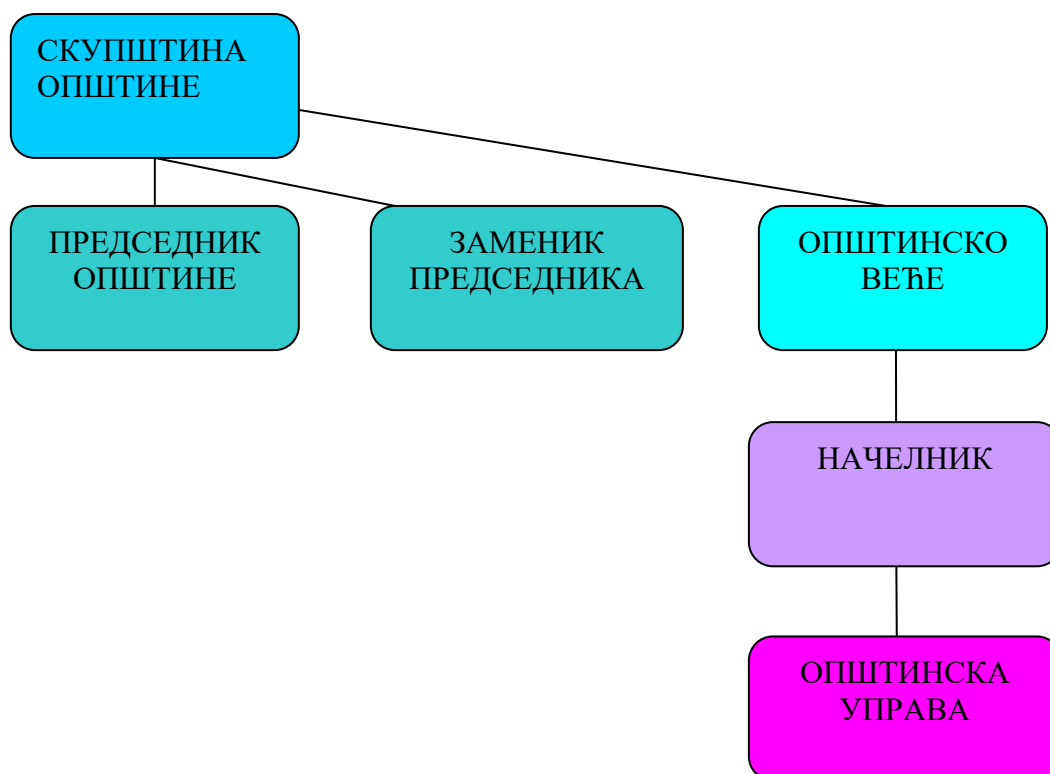 СКУПШТИНА
ОПШТИНЕ
ПРЕДСЕДНИК
ОПШТИНЕ
ЗАМЕНИК
ПРЕДСЕДНИКА
ОПШТИНСКО
ВЕЋЕ
НАЧЕЛНИК
ОПШТИНСКА
УПРАВА